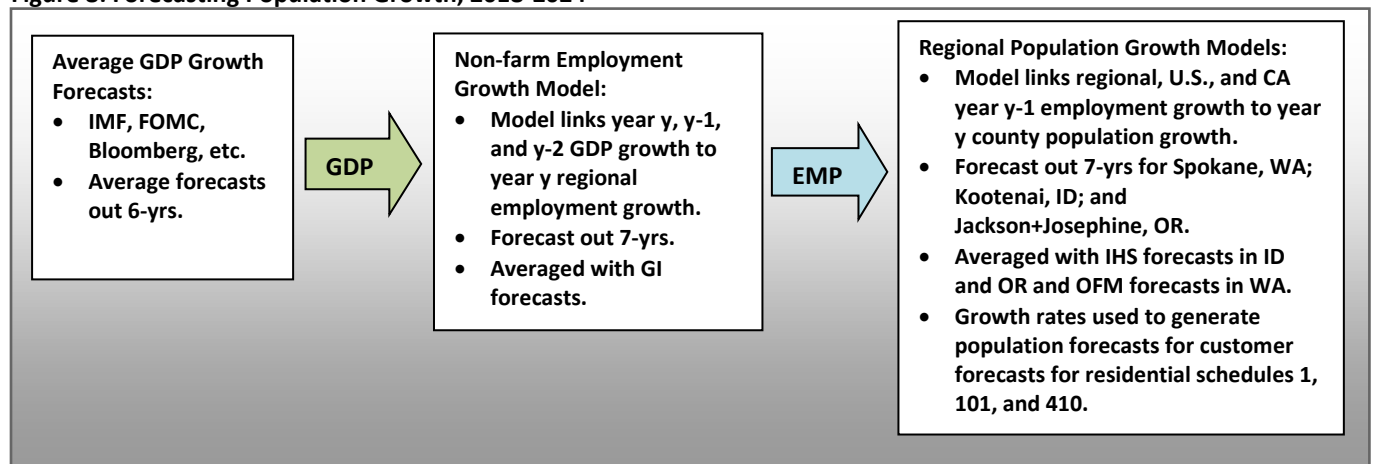 Forecasting Population Growth,
Average GDP Growth
Forecasts:
• IMF, FOMC,
Bloomberg, etc.
• Average forecasts
out 6-yrs.
GDP
Non-farm Employment
Growth Model:
• Model links year y, y-1,
and y-2 GDP growth to
year y regional
employment growth.
• Forecast out 7-yrs.
• Averaged with GI
forecasts.
EMP
Regional Population Growth Models:
• Model links regional, U.S., and CA
year y-1 employment growth to year
y county population growth.
• Forecast out 7-yrs for Spokane, WA;
Kootenai, ID; and
Jackson+Josephine, OR.
• Averaged with IHS forecasts in ID
and OR and OFM forecasts in WA.
• Growth rates used to generate
population forecasts for customer
forecasts for residential schedules 1,
101, and 410.